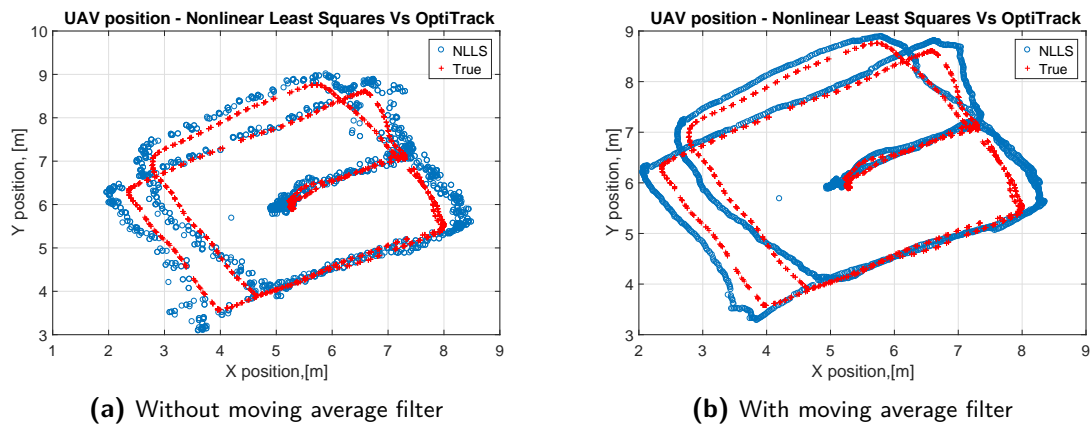 UAV position - Nonlinear Least Squares Vs OptiTrack
10
9
8
7
6
5
4
3
Y position, [m]
NLLS
True
1 2 3 4 5 6 7 8 9
X position,[m]
(a) Without moving average filter
UAV position - Nonlinear Least Squares Vs OptiTrack
9
8
7
6
5
4
3
Y position, [m]
NLLS
True
2 3 4 5 6 7 8 9
X position,[m]
(b) With moving average filter